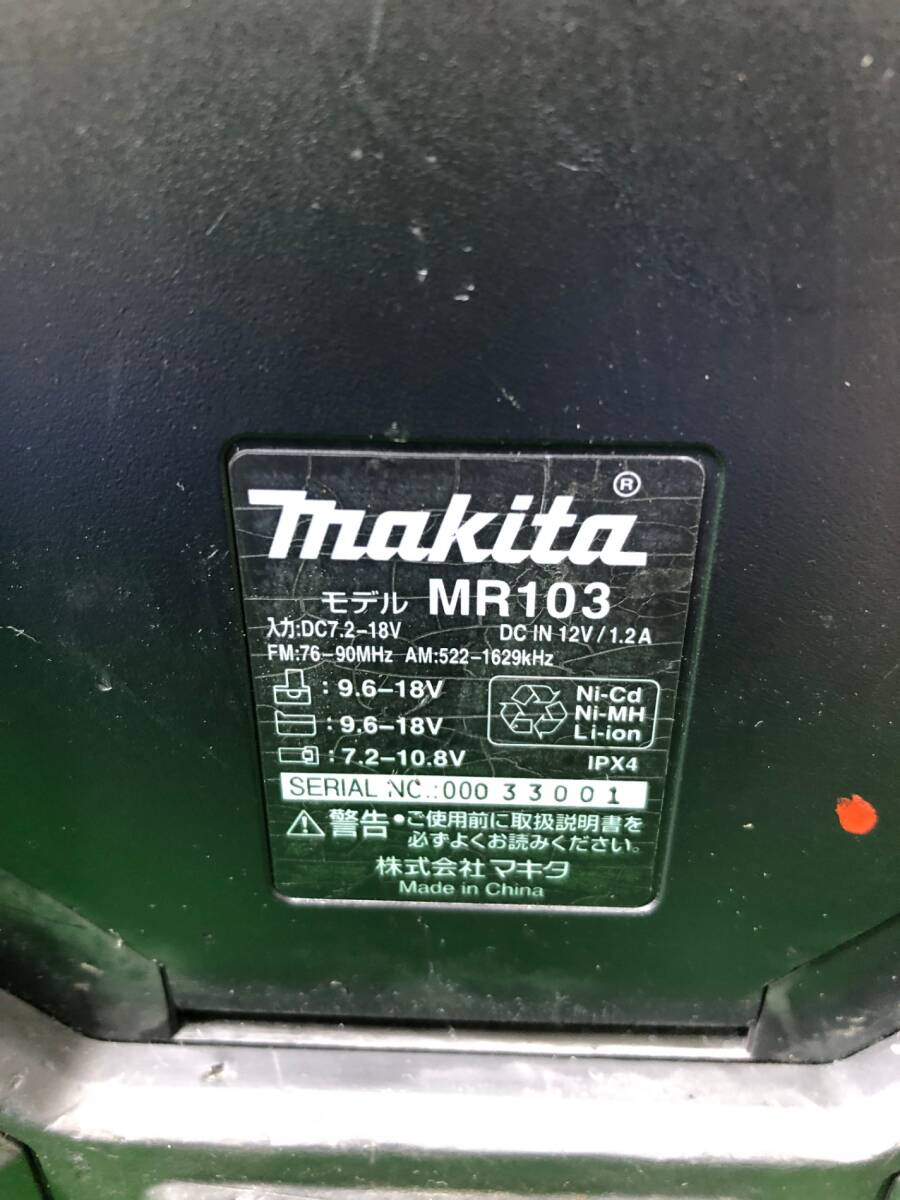 makita®
モデル MR103
入力:DC7.2-18V DC IN 12V/1.2A
FM:76-90MHz AM:522-1629kHz
: 9.6-18V
: 9.6-18V
: 7.2-10.8V
Ni-Cd
Ni-MH
Li-ion
IPX4
SERIAL NO.:000 33001
警告 •ご使用前に取扱説明書を
必ずよくお読みください。
株式会社 マキタ
Made in China